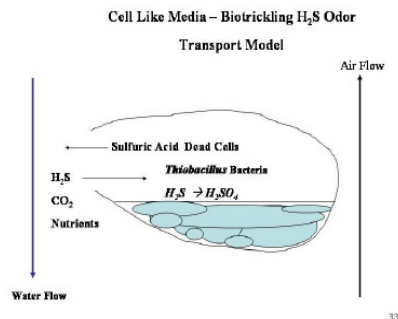 Cell Like Media – Biotrickling H₂S Odor
Transport Model
Air Flow
Sulfuric Acid Dead Cells
Thiobacillus Bacteria
H₂S
H₂S → H₂SO₄
CO₂
Nutrients
Water Flow
33